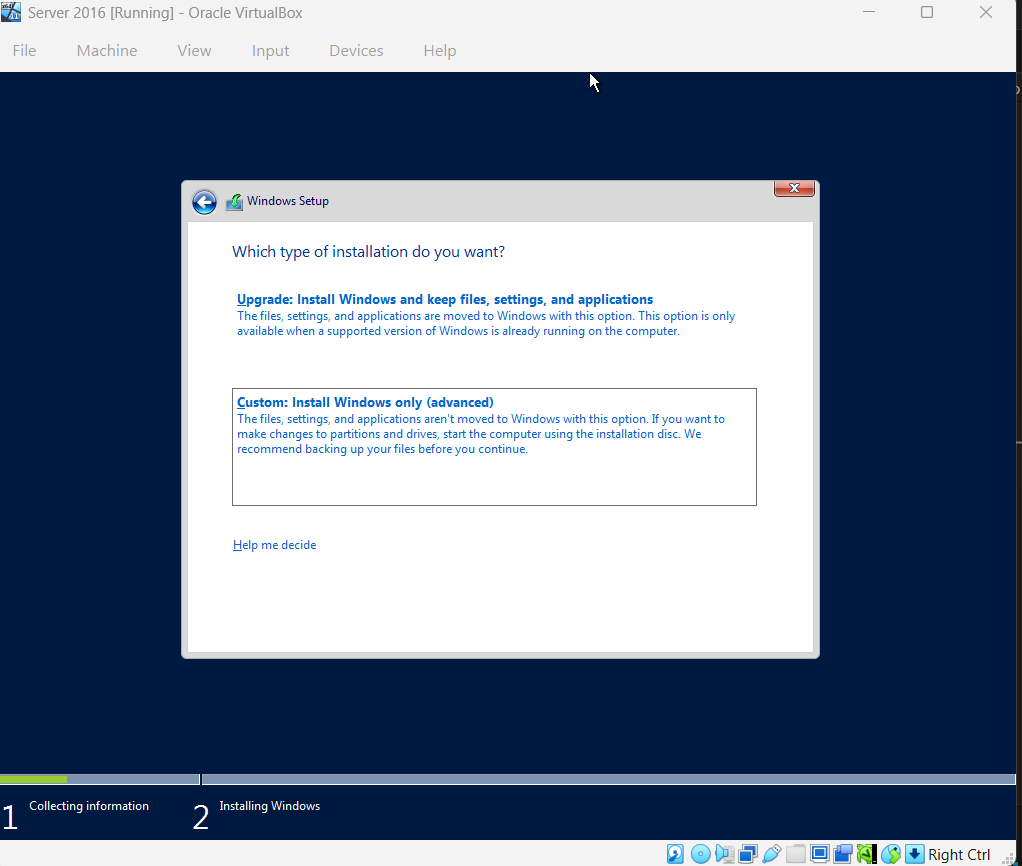 Server 2016 [Running] - Oracle VirtualBox
File Machine View Input Devices Help
Windows Setup
Which type of installation do you want?
Upgrade: Install Windows and keep files, settings, and applications
The files, settings, and applications are moved to Windows with this option. This option is only
available when a supported version of Windows is already running on the computer.
Custom: Install Windows only (advanced)
The files, settings, and applications aren't moved to Windows with this option. If you want to
make changes to partitions and drives, start the computer using the installation disc. We
recommend backing up your files before you continue.
Help me decide
1 Collecting information 2 Installing Windows
Right Ctrl